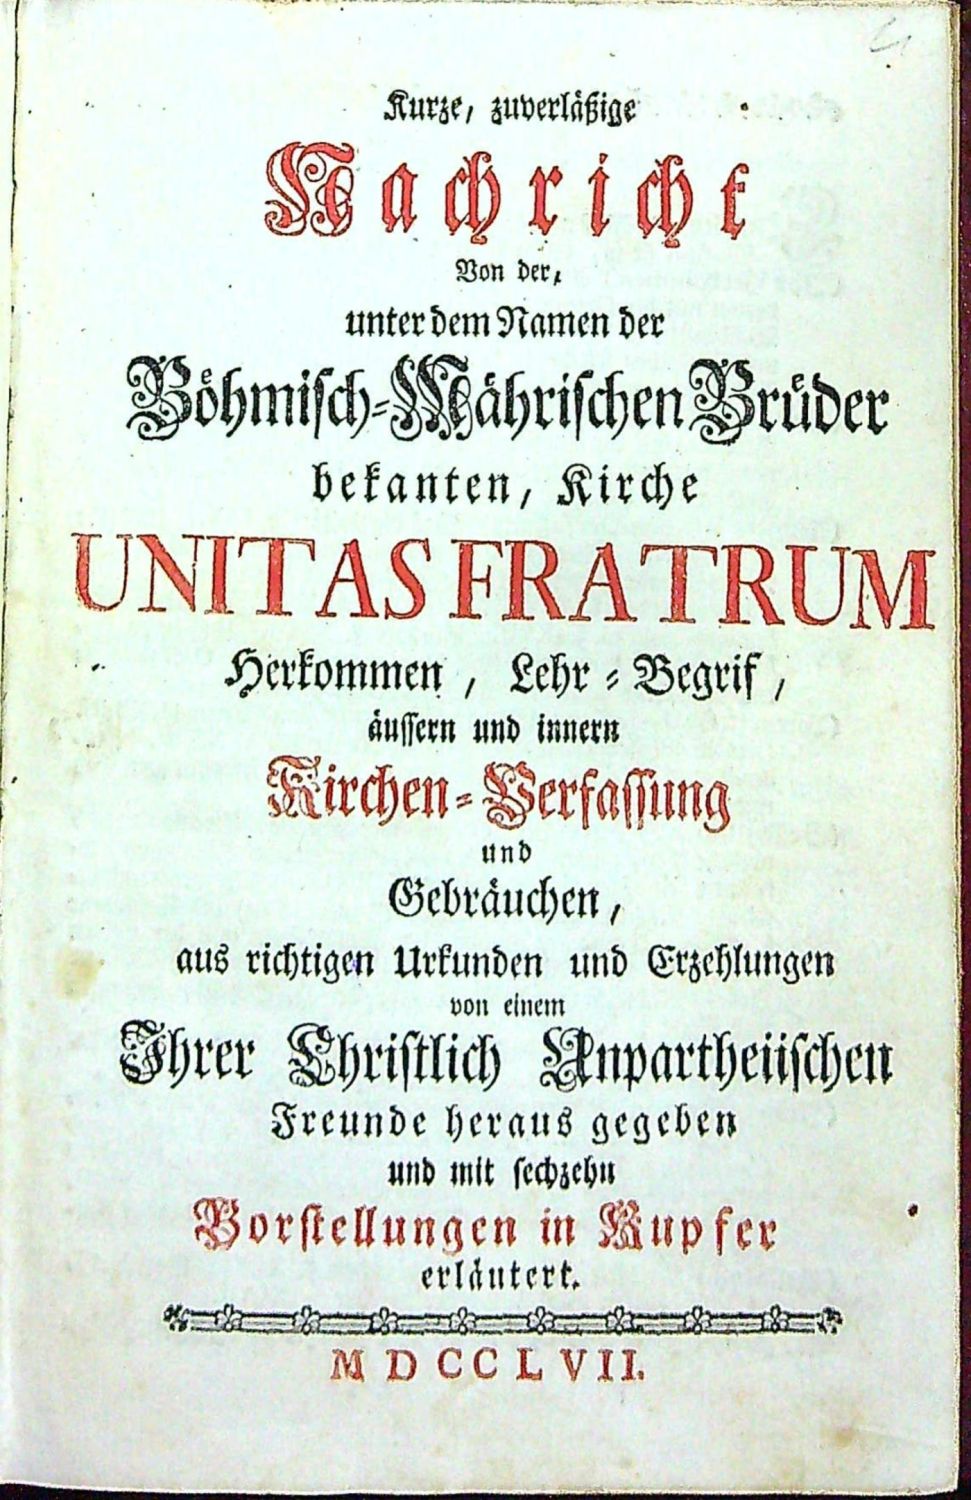 Kurze, zuverläßige
Nachricht
Von der,
unter dem Namen der
Böhmisch-Mährischen Brüder
bekanten, Kirche
UNITAS FRATRUM
Herkommen, Lehr-Begrif,
äussern und innern
Kirchen-Verfassung
und
Gebräuchen,
aus richtigen Urkunden und Erzehlungen
von einem
Ihrer Christlich Unpartheiischen
Freunde heraus gegeben
und mit sechzehn
Vorstellungen in Kupfer
erläutert.
MDCCLVII.